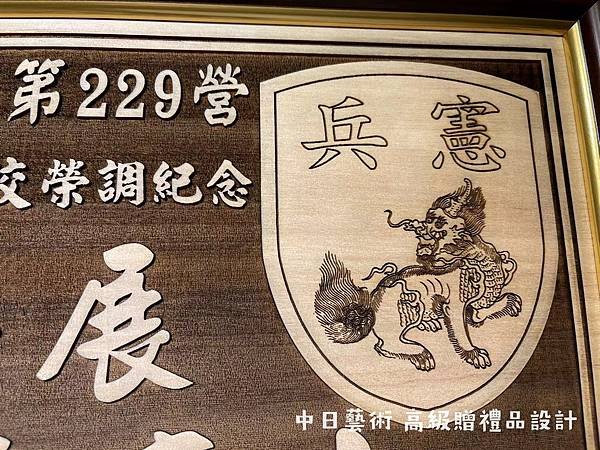 第229營
校榮調紀念
憲兵
展
中日藝術 高級贈禮品設計